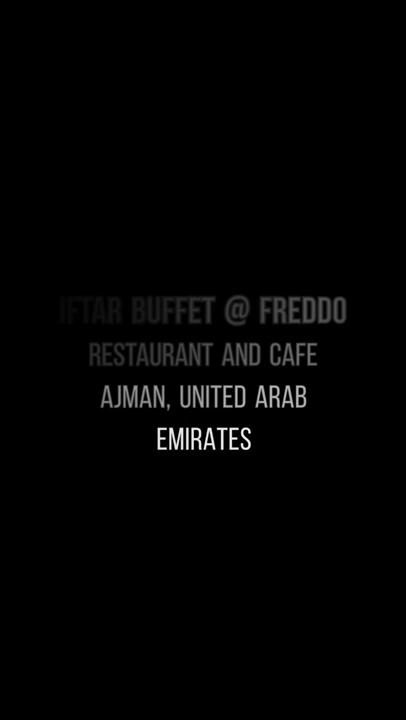 IFTAR BUFFET @ FREDDO
RESTAURANT AND CAFE
AJMAN, UNITED ARAB
EMIRATES